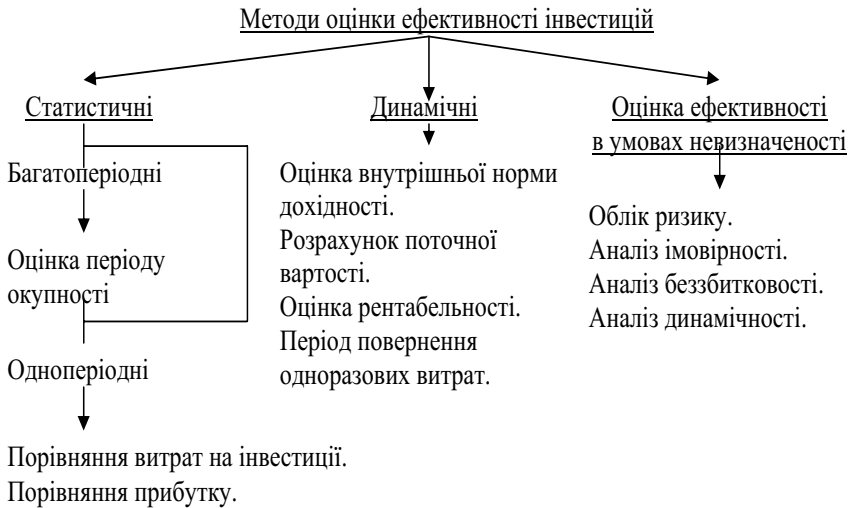 Методи оцінки ефективності інвестицій
Статистичні
Багатоперіодні
Оцінка періоду
окупності
Одноперіодні
Порівняння витрат на інвестиції.
Порівняння прибутку.
Динамічні
Оцінка внутрішньої норми
дохідності.
Розрахунок поточної
вартості.
Оцінка рентабельності.
Період повернення
одноразових витрат.
Оцінка ефективності
в умовах невизначеності
Облік ризику.
Аналіз імовірності.
Аналіз беззбитковості.
Аналіз динамічності.